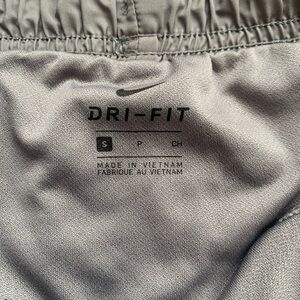 DRI-FIT
S P CH
MADE IN VIETNAM
FABRIQUÉ AU VIETNAM